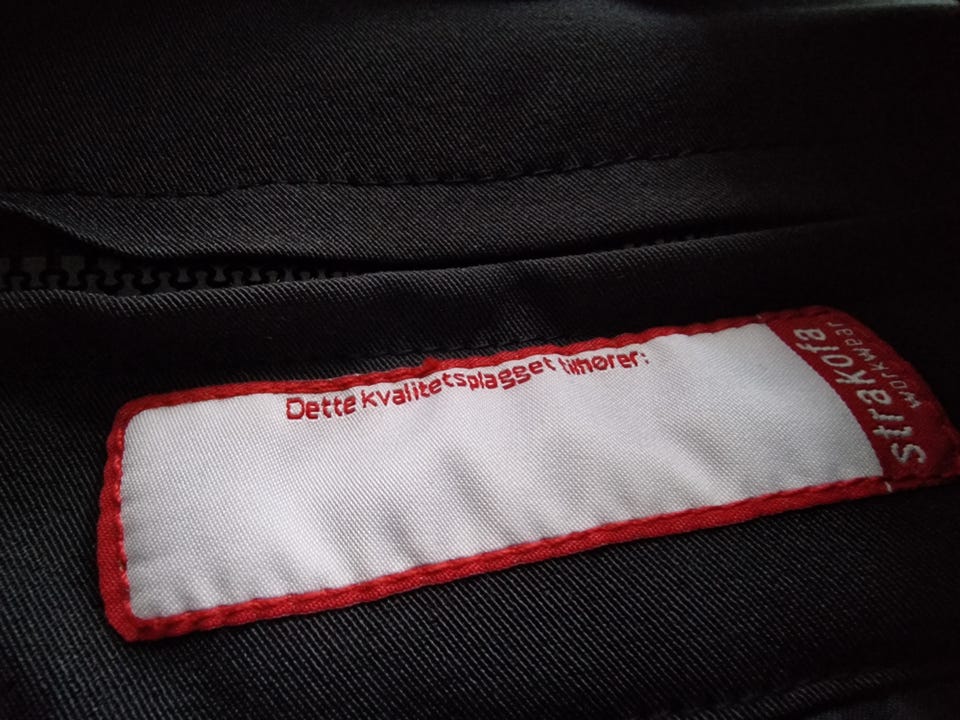 Dette kvalitetsplagget tilhører:
strakofa
workwear